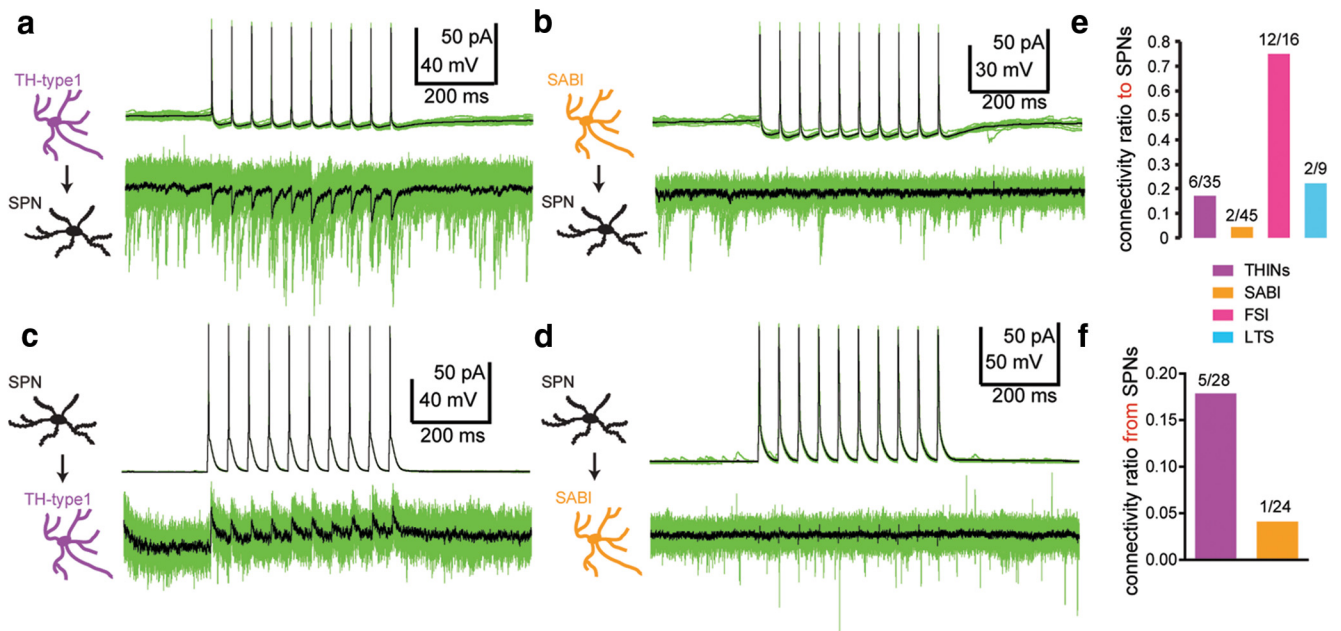 a
TH-type1
SPN
50 pA
40 mV
200 ms
b
SABI
SPN
50 pA
30 mV
200 ms
c
SPN
TH-type1
50 pA
40 mV
200 ms
d
SPN
SABI
50 pA
50 mV
200 ms
e
connectivity ratio to SPNs
0.8
0.7
0.6
0.5
0.4
0.3
0.2
0.1
0
6/35
2/45
12/16
2/9
THINs
SABI
FSI
LTS
f
connectivity ratio from SPNs
0.20
0.15
0.10
0.05
0.00
5/28
1/24